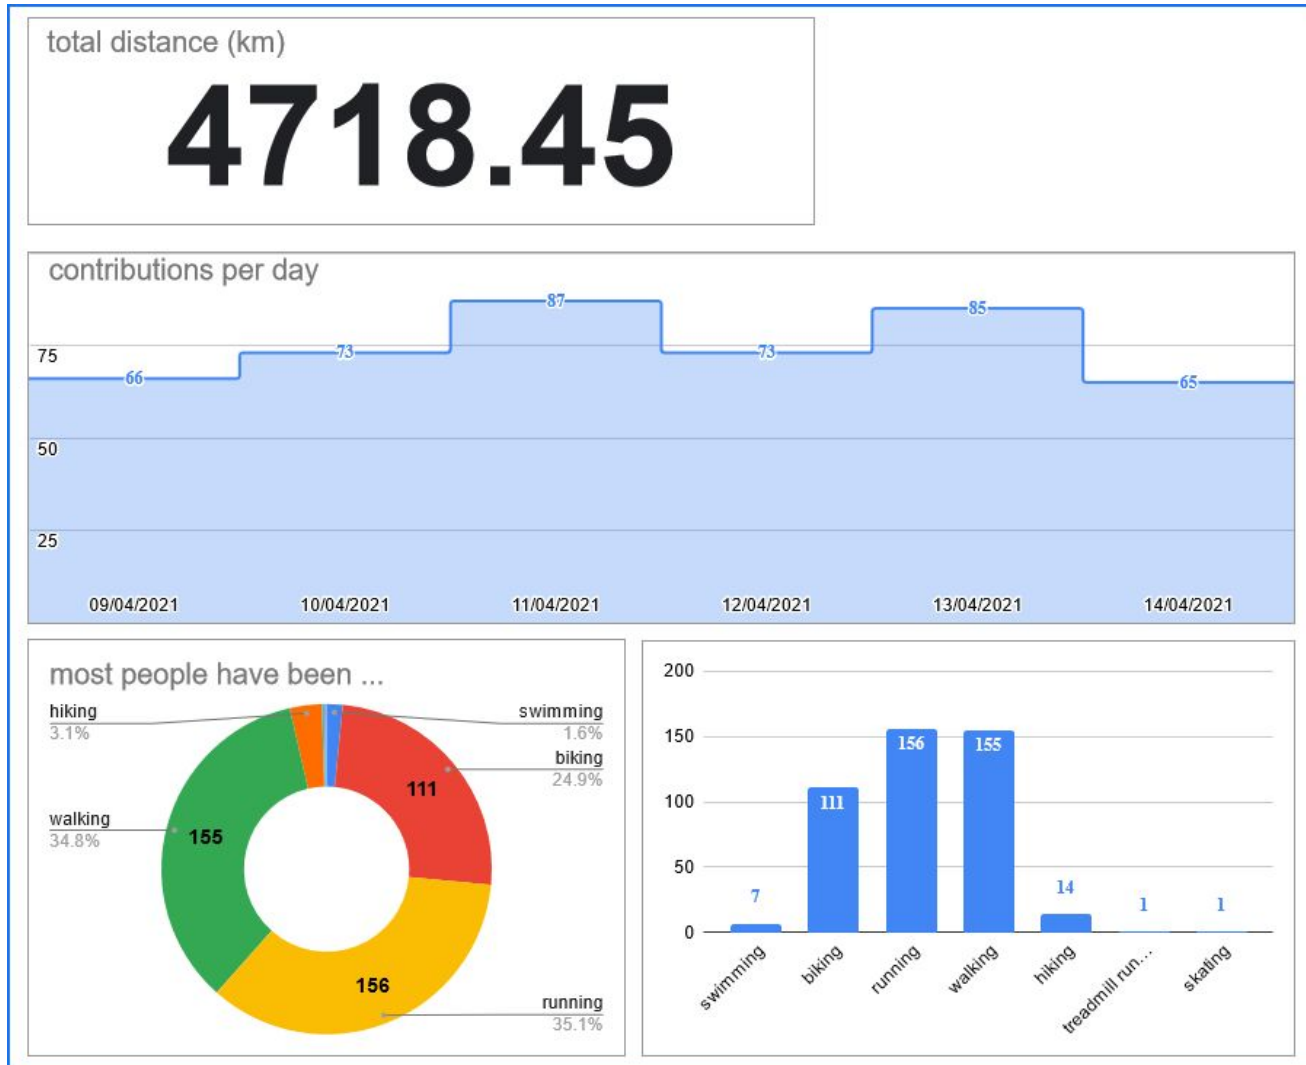 total distance (km)
4718.45
contributions per day
87
85
75
73
73
66
65
50
25
09/04/2021 10/04/2021 11/04/2021 12/04/2021 13/04/2021 14/04/2021
most people have been ...
hiking
3.1%
swimming
1.6%
biking
24.9%
111
walking
34.8%
155
156
running
35.1%
200
150
100
50
0
7
111
156
155
14
1
1
swimming
biking
running
walking
hiking
treadmill run...
skating